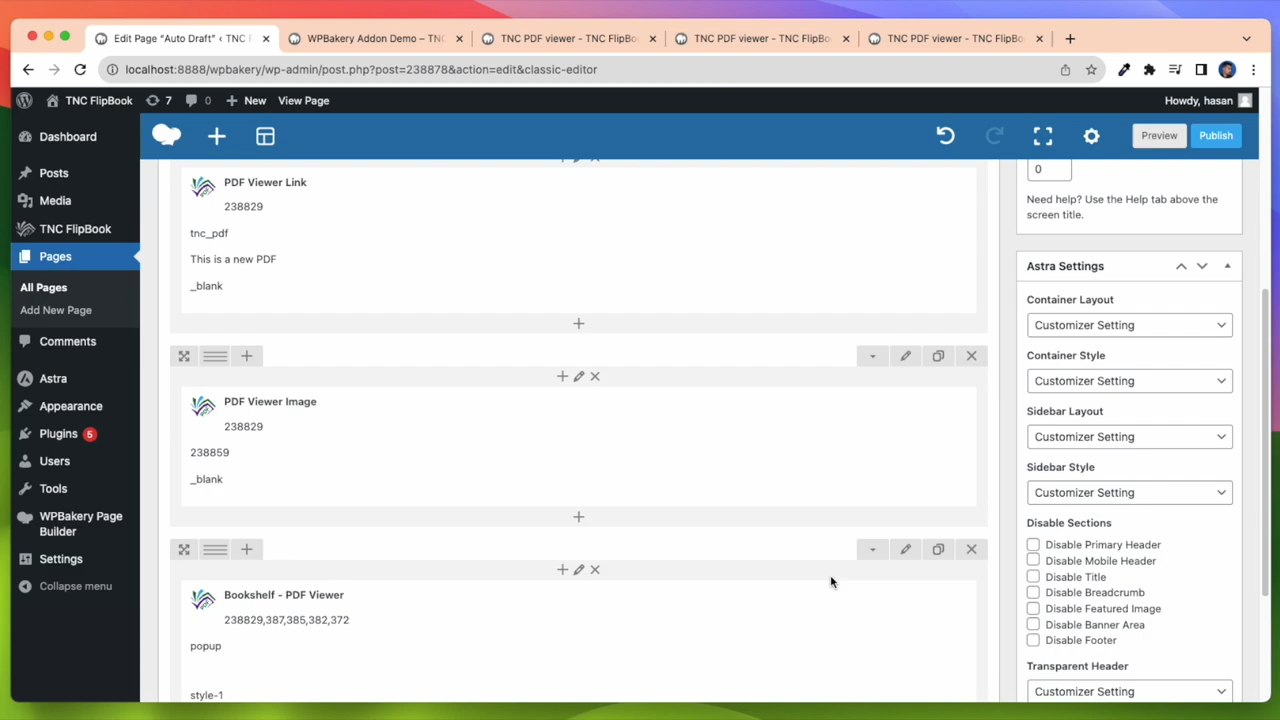 Edit Page “Auto Draft” ‹ TNC F
WPBakery Addon Demo – TNC
TNC PDF viewer - TNC FlipBoo
TNC PDF viewer - TNC FlipBoo
TNC PDF viewer - TNC FlipBoo
localhost:8888/wpbakery/wp-admin/post.php?post=238878&action=edit&classic-editor
TNC FlipBook
7
0
New
View Page
Howdy, hasan
Dashboard
Posts
Media
TNC FlipBook
Pages
All Pages
Add New Page
Comments
Astra
Appearance
Plugins 5
Users
Tools
WPBakery Page
Builder
Settings
Collapse menu
Preview
Publish
PDF Viewer Link
238829
tnc_pdf
This is a new PDF
_blank
PDF Viewer Image
238829
238859
_blank
Bookshelf - PDF Viewer
238829,387,385,382,372
popup
style-1
0
Need help? Use the Help tab above the
screen title.
Astra Settings
Container Layout
Customizer Setting
Container Style
Customizer Setting
Sidebar Layout
Customizer Setting
Sidebar Style
Customizer Setting
Disable Sections
Disable Primary Header
Disable Mobile Header
Disable Title
Disable Breadcrumb
Disable Featured Image
Disable Banner Area
Disable Footer
Transparent Header
Customizer Setting